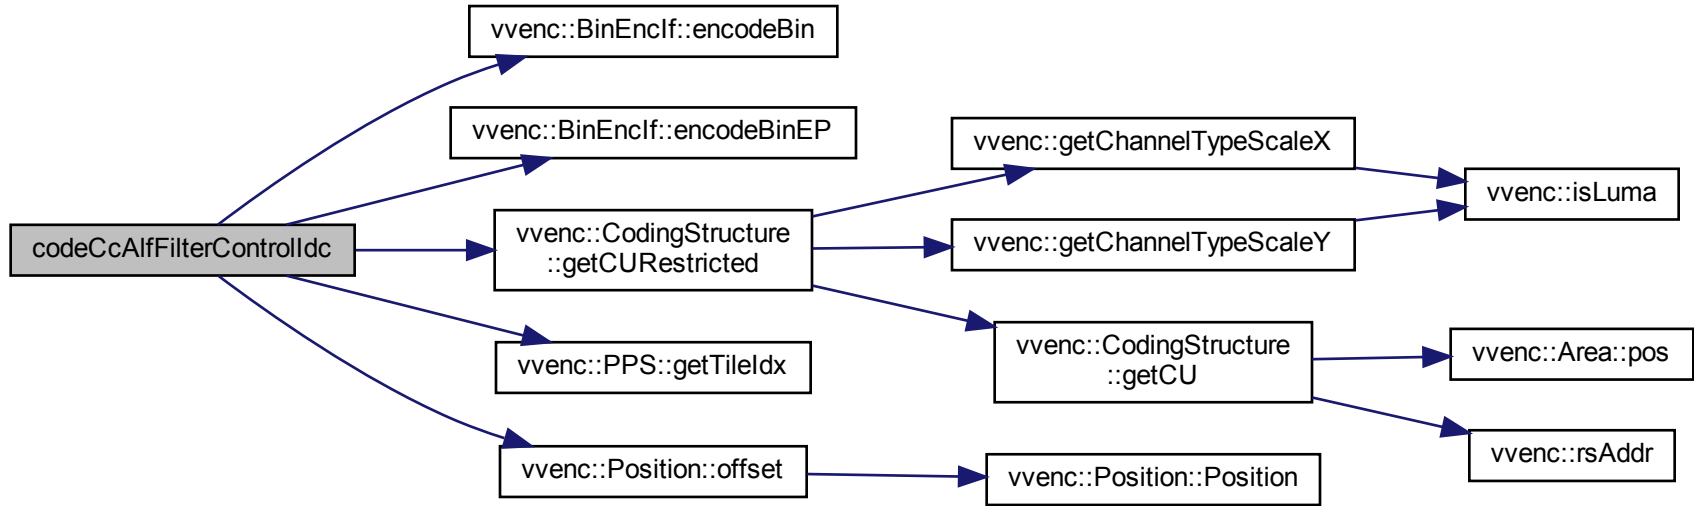 vvenc::BinEncIf::encodeBin
vvenc::BinEncIf::encodeBinEP
vvenc::getChannelTypeScaleX
vvenc::isLuma
codeCcAlfFilterControlIdc
vvenc::CodingStructure
::getCURestricted
vvenc::getChannelTypeScaleY
vvenc::PPS::getTileIdx
vvenc::CodingStructure
::getCU
vvenc::Area::pos
vvenc::Position::offset
vvenc::Position::Position
vvenc::rsAddr